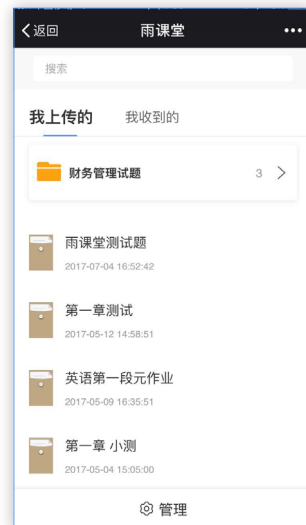 返回
雨课堂
搜索
我上传的
我收到的
财务管理试题
3
雨课堂测试题
2017-07-04 16:52:42
第一章测试
2017-05-12 14:58:51
英语第一段元作业
2017-05-09 16:35:51
第一章 小测
2017-05-04 15:05:00
管理